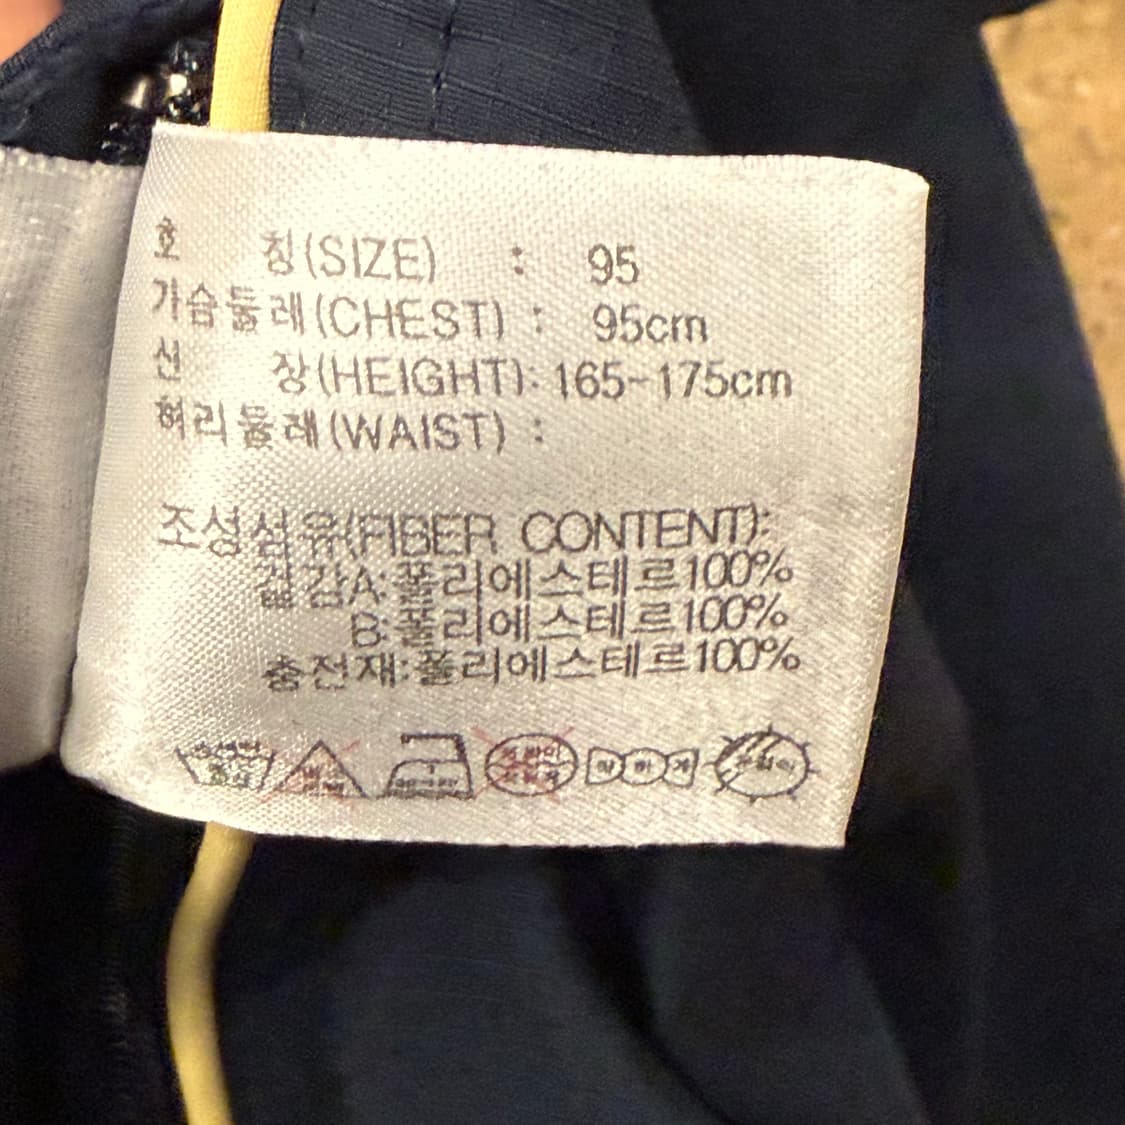 호 칭(SIZE) : 95
가슴둘레(CHEST) : 95cm
신 장(HEIGHT): 165-175cm
허리둘레(WAIST) :
조성섬유(FIBER CONTENT):
겉감A:폴리에스테르100%
B:폴리에스테르100%
충전재:폴리에스테르100%
약하게